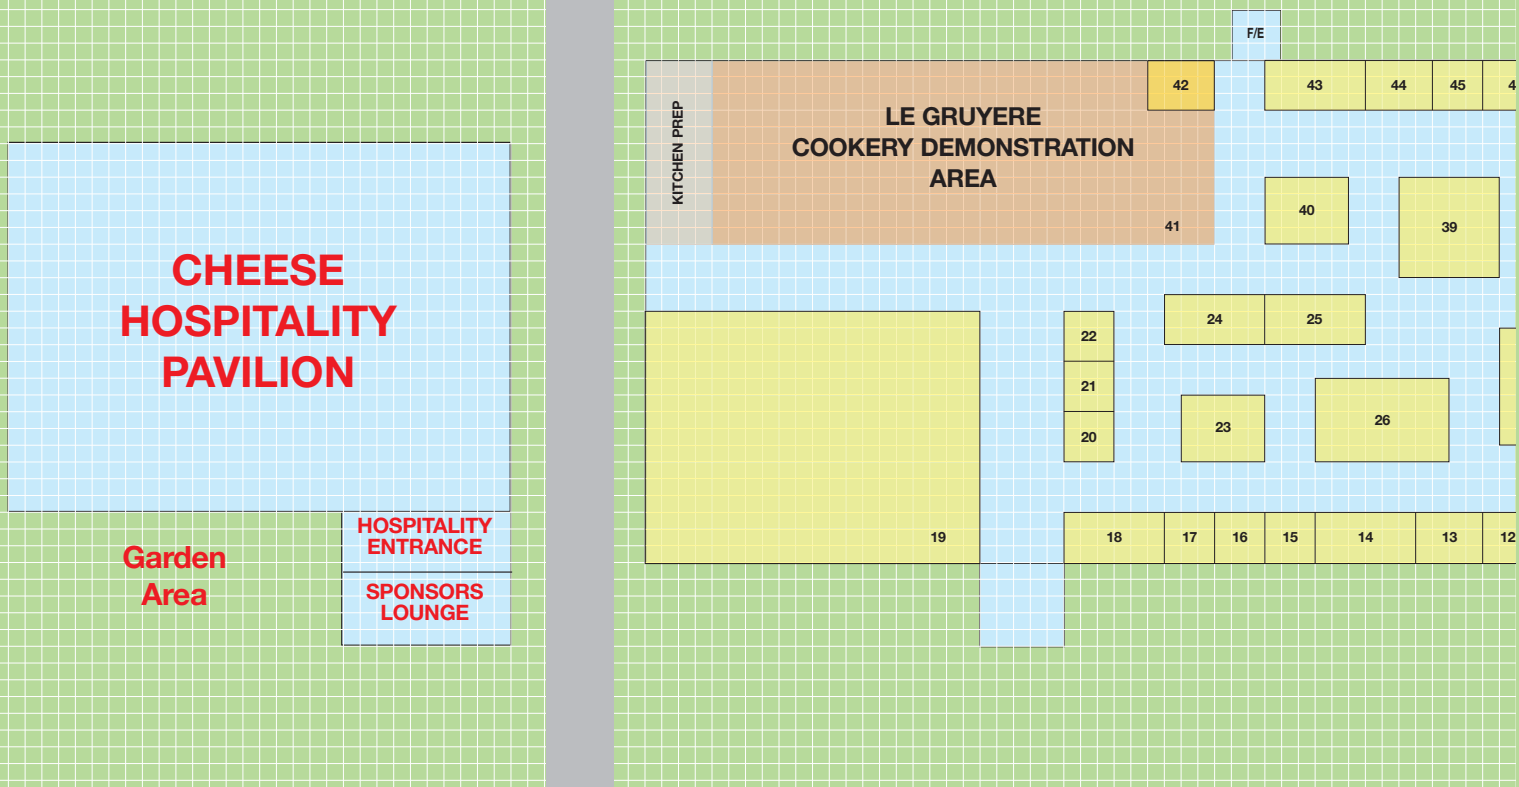 CHEESE
HOSPITALITY
PAVILION
HOSPITALITY
ENTRANCE
SPONSORS
LOUNGE
Garden
Area
F/E
KITCHEN PREP
LE GRUYERE
COOKERY DEMONSTRATION
AREA
41
42
43
44
45
40
39
24
25
22
21
20
23
26
19
18
17
16
15
14
13
12